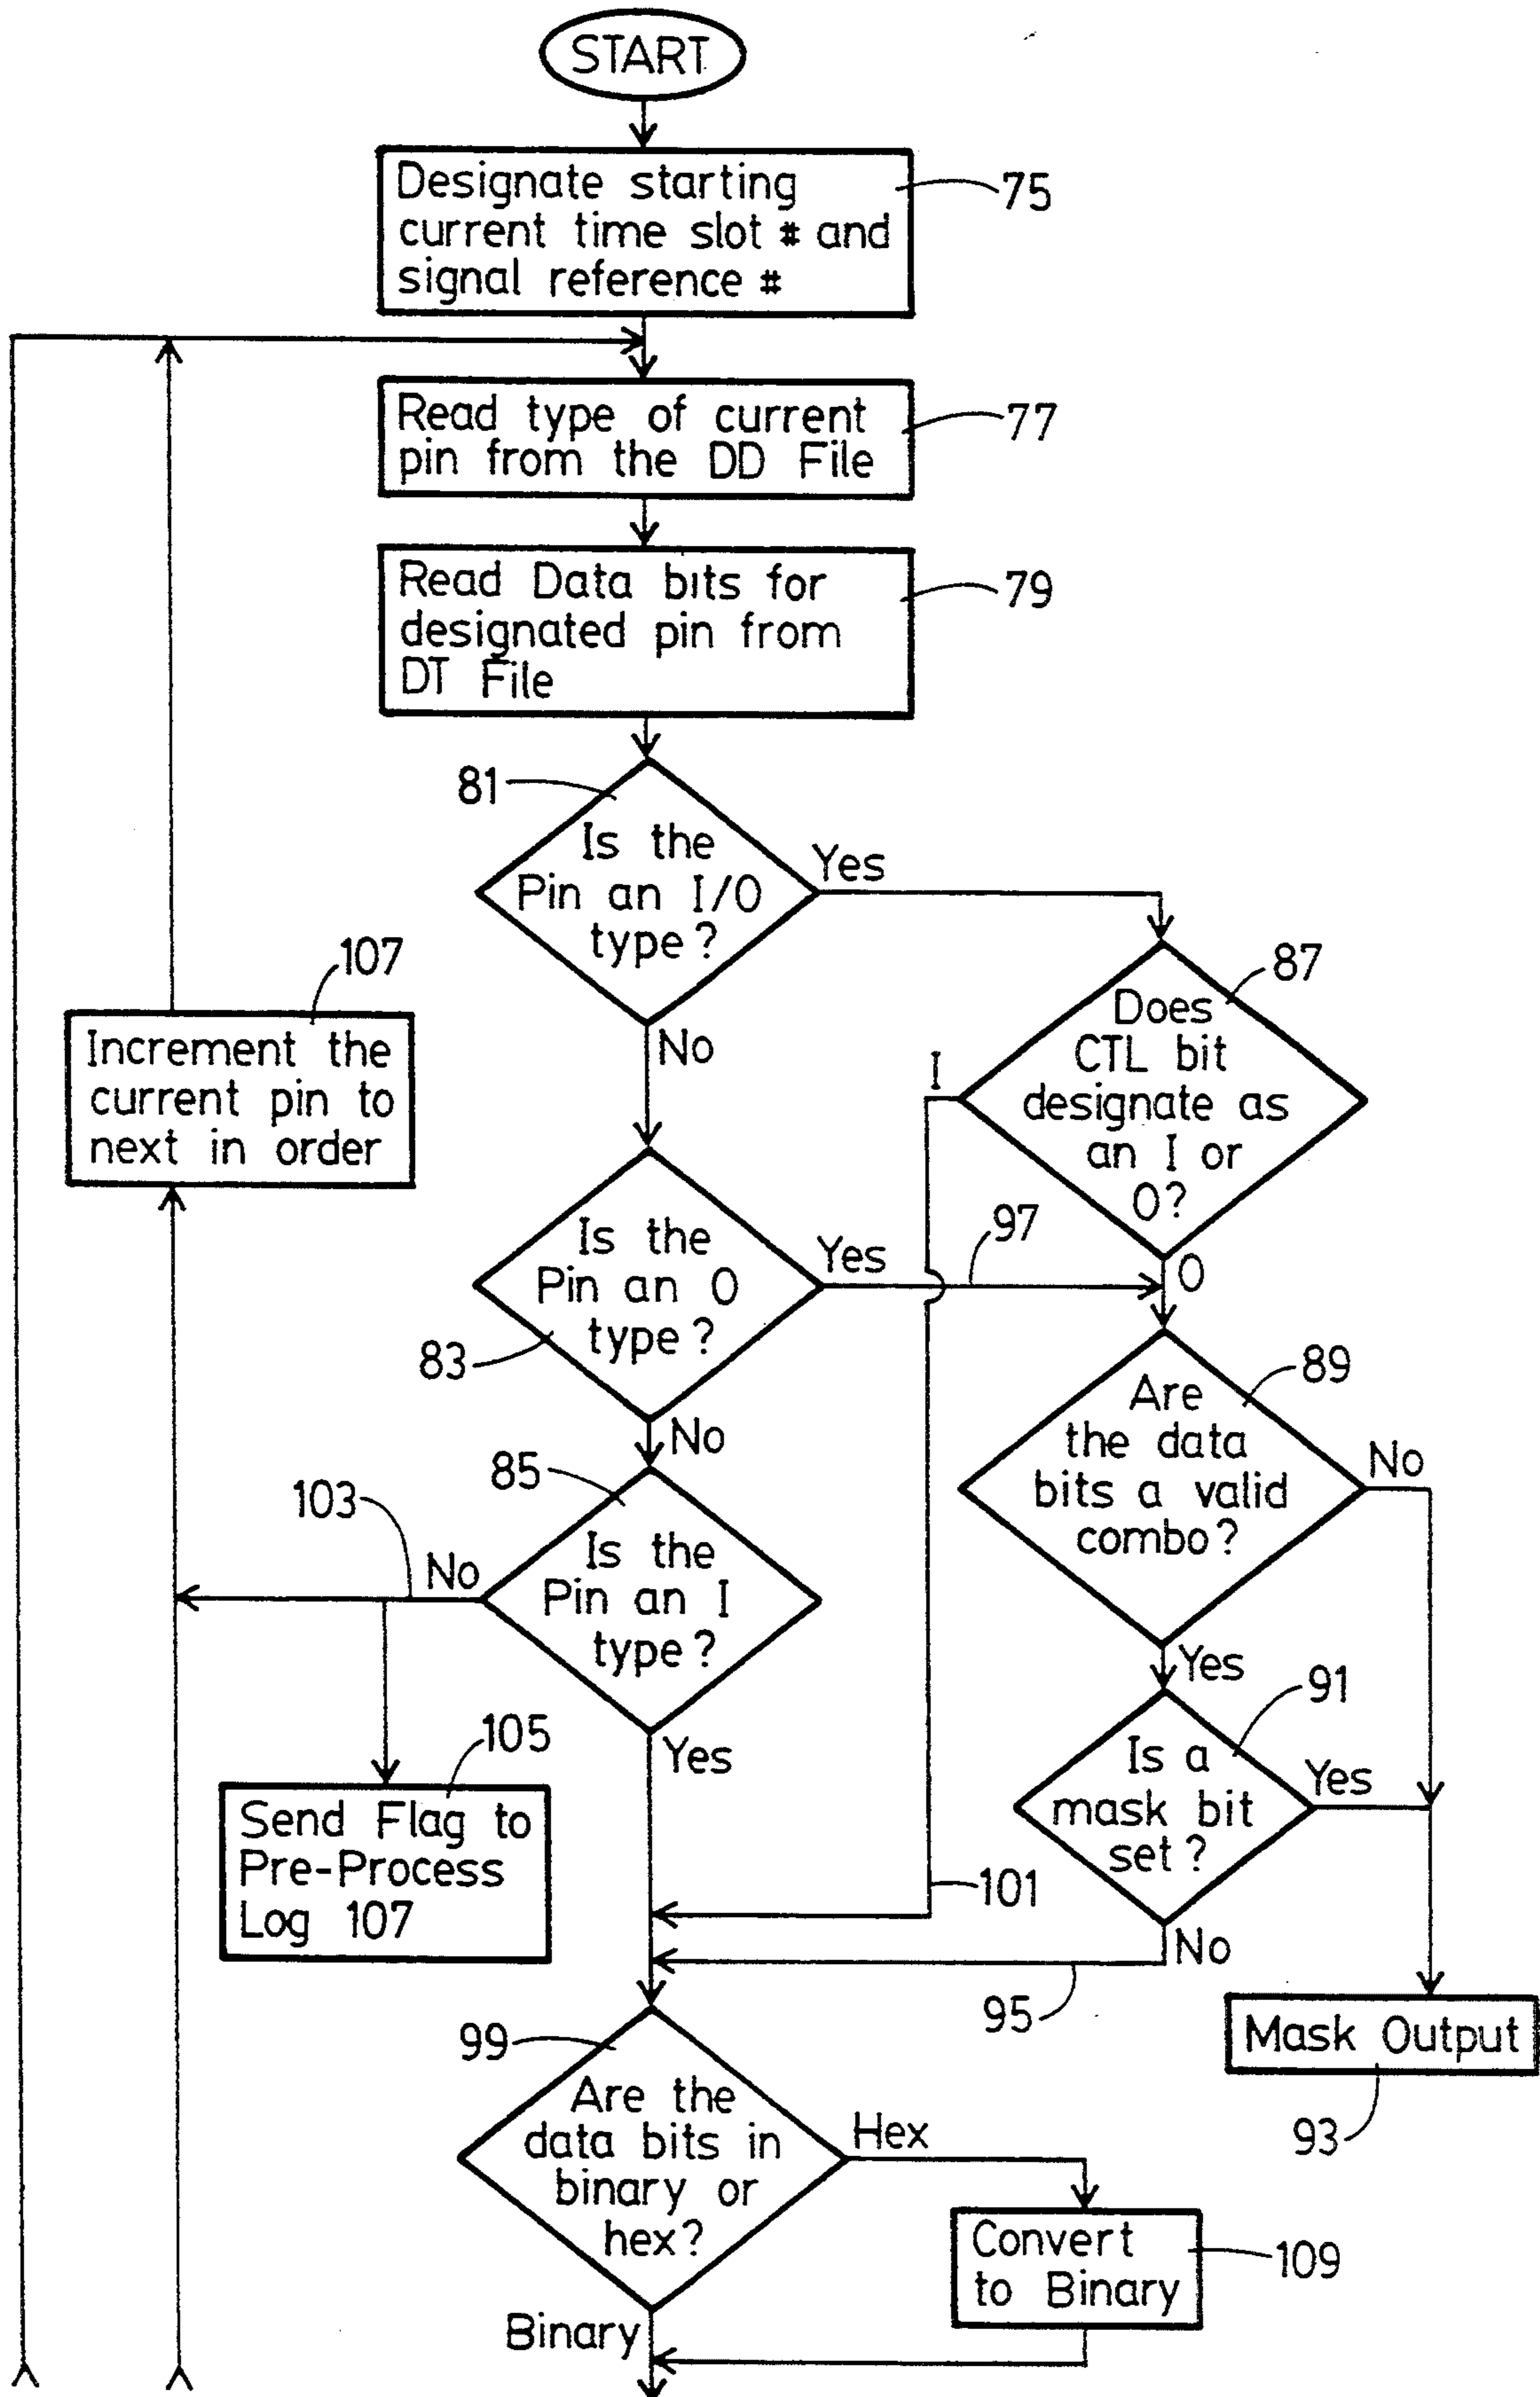 START
Designate starting
current time slot # and
signal reference #
75
Read type of current
pin from the DD File
77
Read Data bits for
designated pin from
DT File
79
81
Is the
Pin an I/O
type?
Yes
No
107
Increment the
current pin to
next in order
87
Does
CTL bit
designate as
an I or
O?
I
O
Is the
Pin an O
type?
83
Yes
97
No
89
Are
the data
bits a valid
combo?
No
Yes
85
103
No
Is the
Pin an I
type?
Yes
91
Is a
mask bit
set?
Yes
No
105
Send Flag to
Pre-Process
Log 107
101
95
Mask Output
93
99
Are the
data bits in
binary or
hex?
Hex
Convert
to Binary
109
Binary